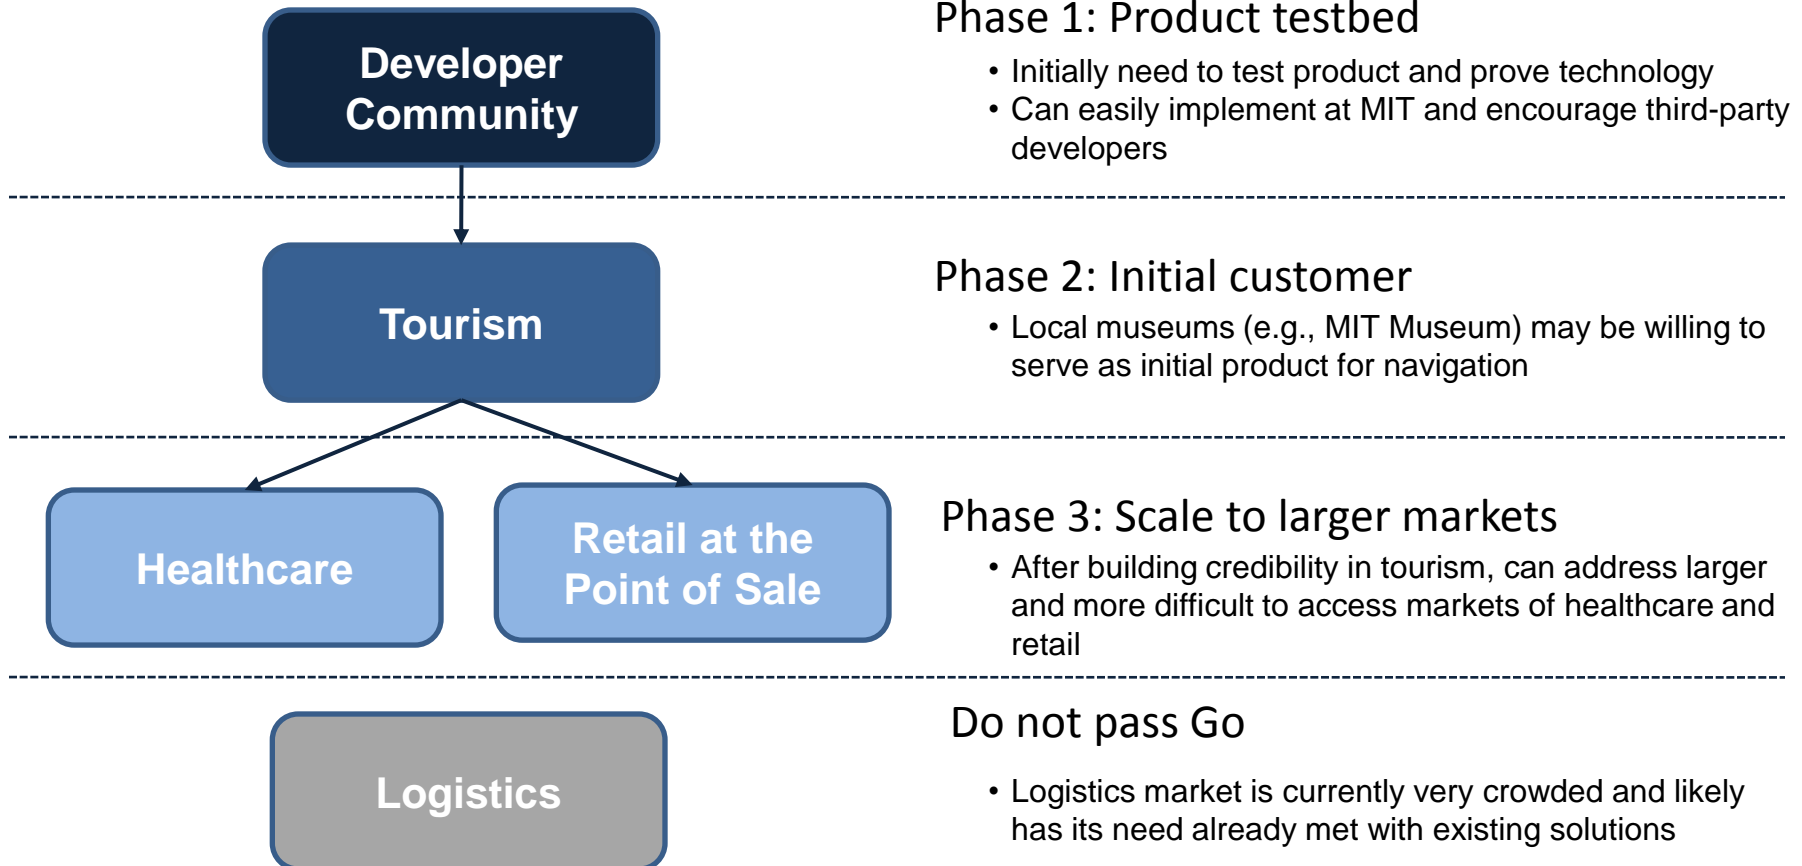 Developer
Community
Phase 1: Product testbed
• Initially need to test product and prove technology
• Can easily implement at MIT and encourage third-party
developers
Tourism
Phase 2: Initial customer
• Local museums (e.g., MIT Museum) may be willing to
serve as initial product for navigation
Healthcare
Retail at the
Point of Sale
Phase 3: Scale to larger markets
• After building credibility in tourism, can address larger
and more difficult to access markets of healthcare and
retail
Logistics
Do not pass Go
• Logistics market is currently very crowded and likely
has its need already met with existing solutions